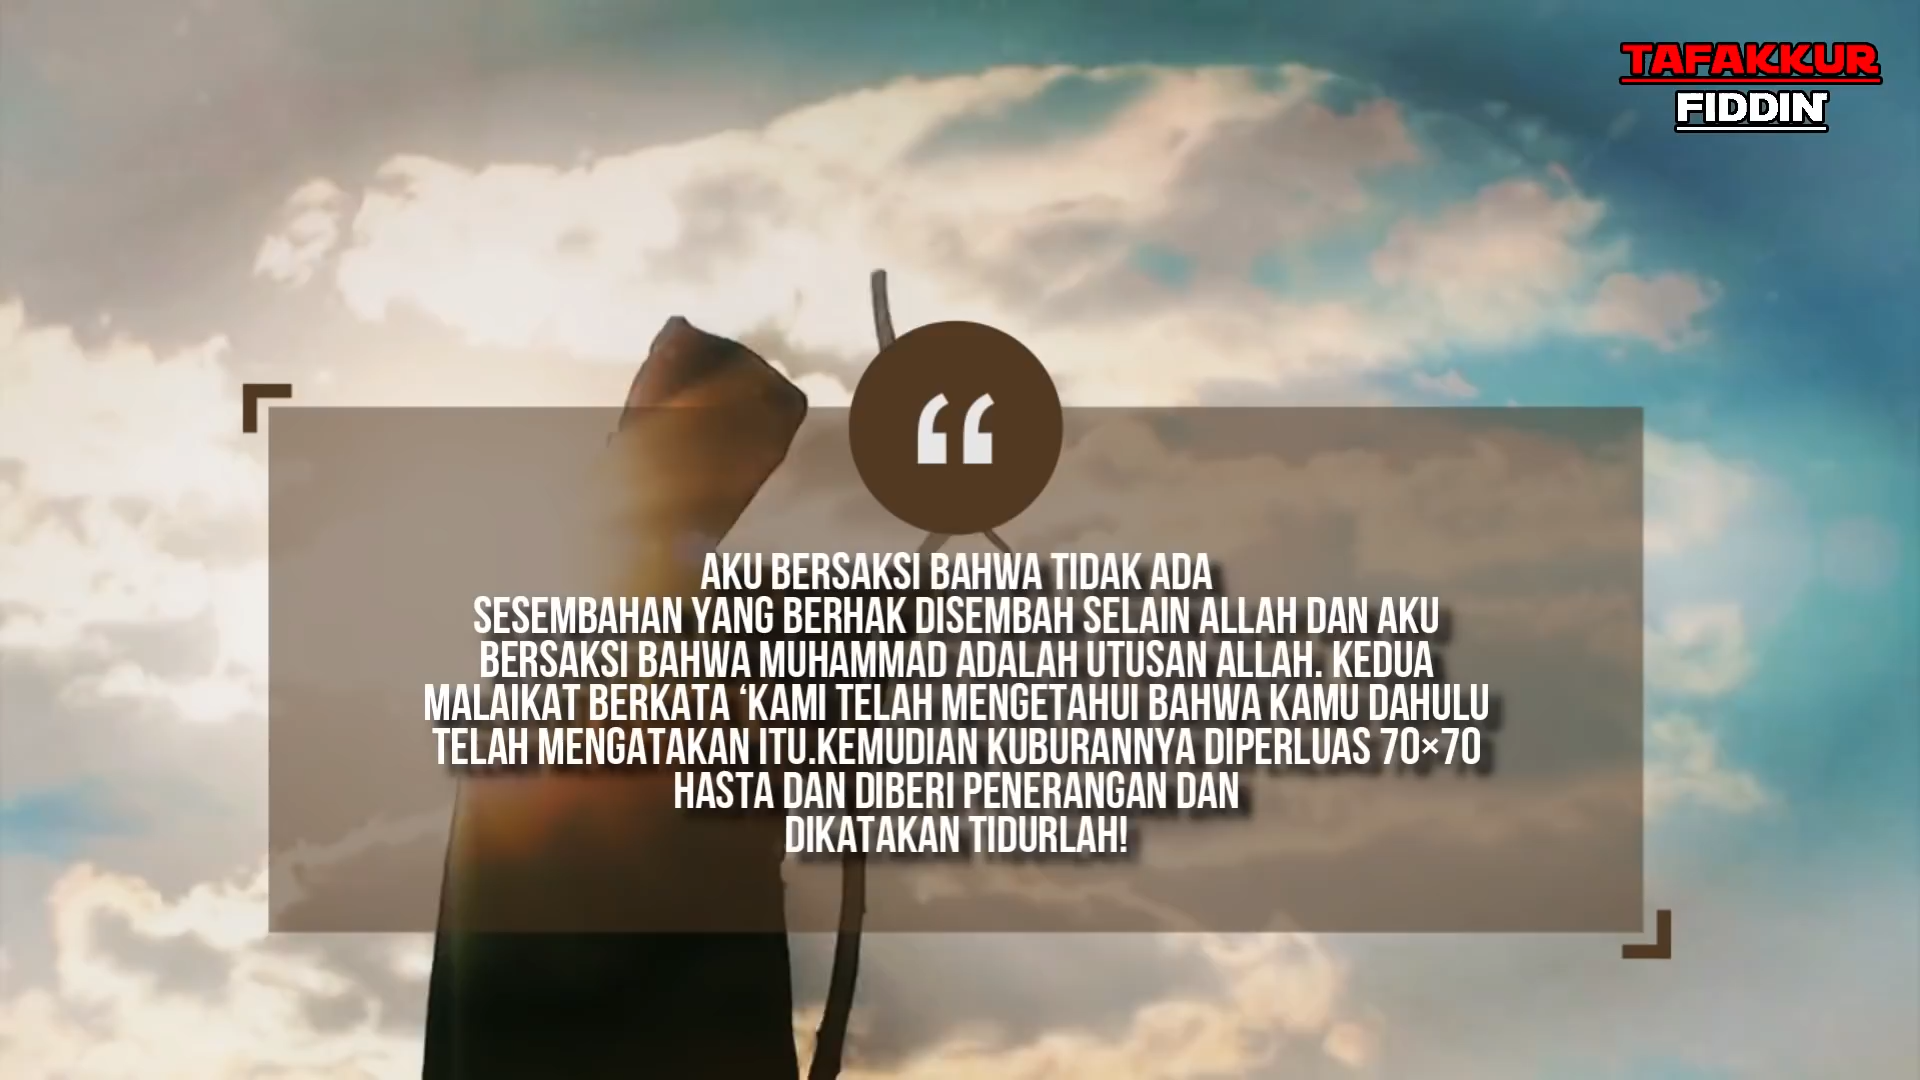 TAFAKKUR
FIDDIN
“
AKU BERSAKSI BAHWA TIDAK ADA
SESEMBAHAN YANG BERHAK DISEMBAH SELAIN ALLAH DAN AKU
BERSAKSI BAHWA MUHAMMAD ADALAH UTUSAN ALLAH. KEDUA
MALAIKAT BERKATA ‘KAMI TELAH MENGETAHUI BAHWA KAMU DAHULU
TELAH MENGATAKAN ITU.KEMUDIAN KUBURANNYA DIPERLUAS 70×70
HASTA DAN DIBERI PENERANGAN DAN
DIKATAKAN TIDURLAH!